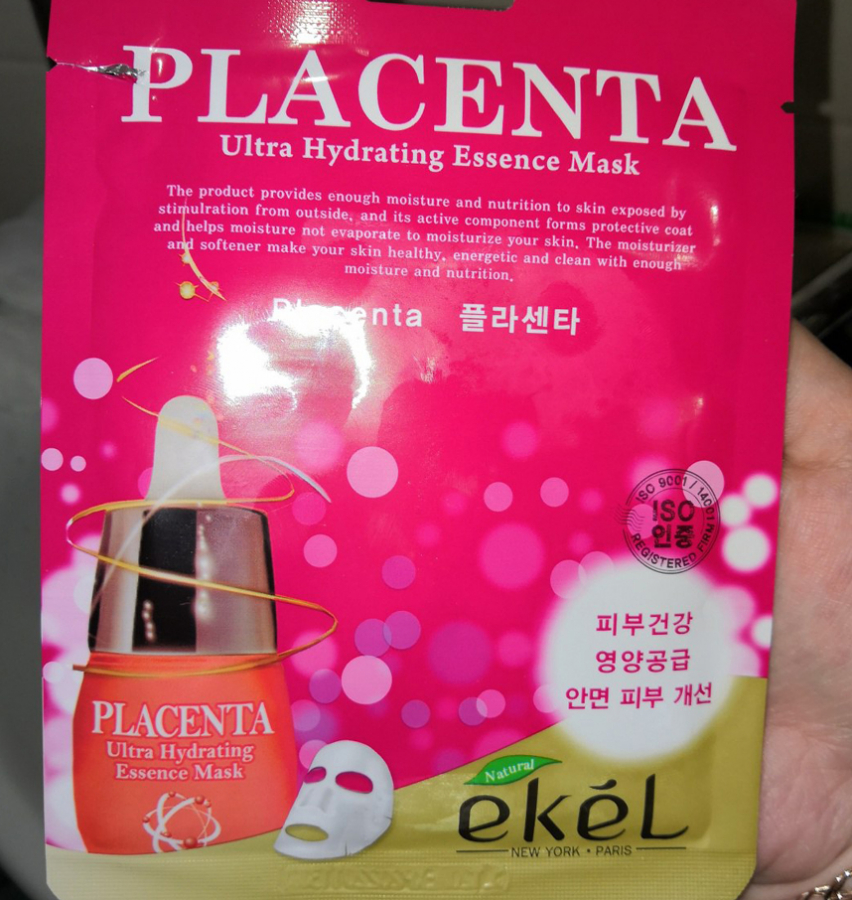 PLACENTA
Ultra Hydrating Essence Mask
The product provides enough moisture and nutrition to skin exposed by
stimulration from outside, and its active component forms protective coat
and helps moisture not evaporate to moisturize your skin. The moisturizer
and softener make your skin healthy, energetic and clean with enough
moisture and nutrition.
Placenta 플라센타
ISO 9001 / 14001
ISO
인증
REGISTERED FIRM
피부건강
영양공급
안면 피부 개선
PLACENTA
Ultra Hydrating
Essence Mask
Natural
ekéL
NEW YORK • PARIS